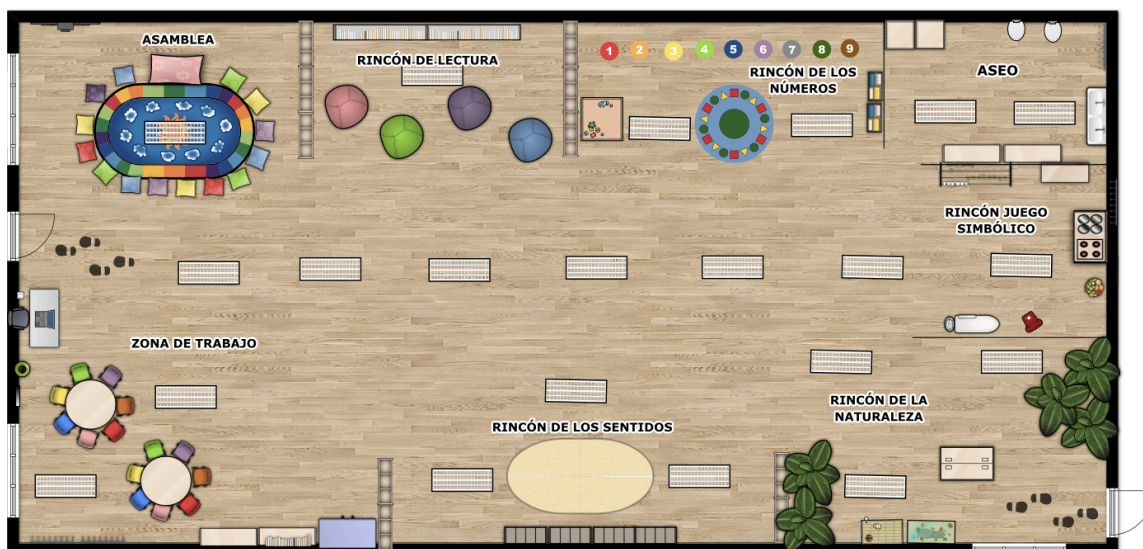 ASAMBLEA
RINCÓN DE LECTURA
1 2 3 4 5 6 7 8 9
RINCÓN DE LOS
NÚMEROS
ASEO
RINCÓN JUEGO
SIMBÓLICO
ZONA DE TRABAJO
RINCÓN DE LA
NATURALEZA
RINCÓN DE LOS SENTIDOS